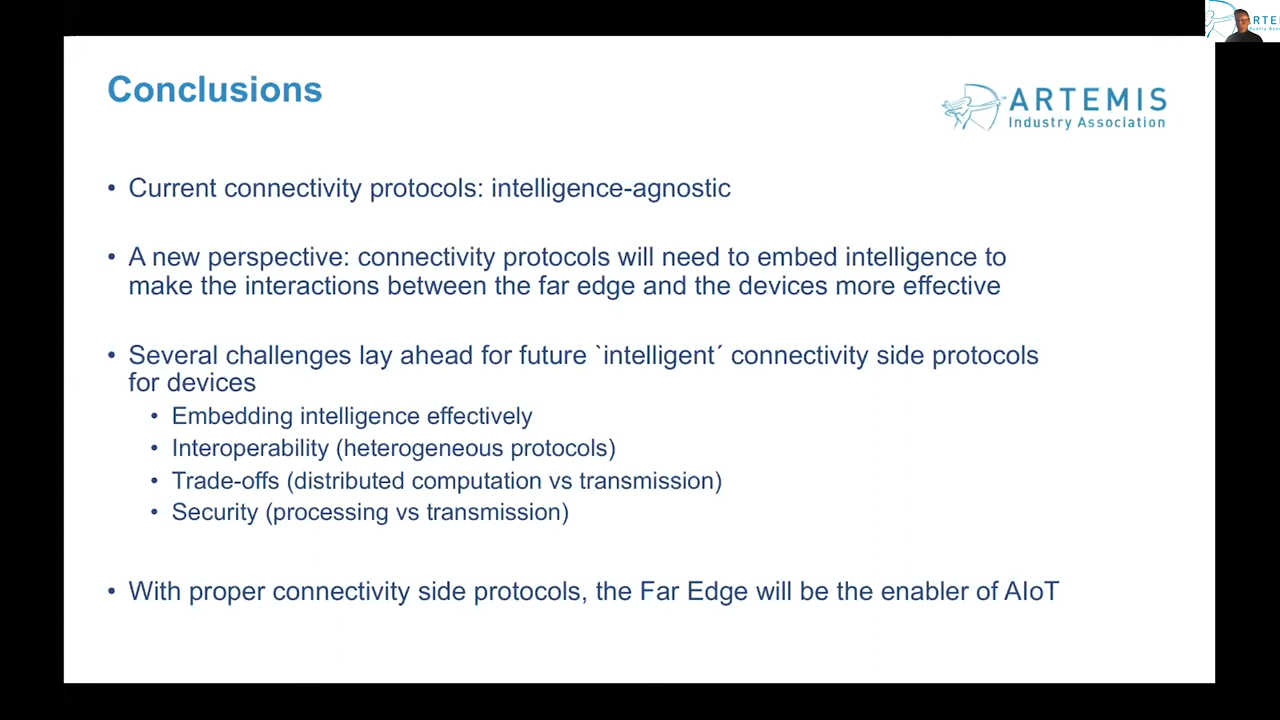 Conclusions
ARTEMIS
Industry Association
• Current connectivity protocols: intelligence-agnostic
• A new perspective: connectivity protocols will need to embed intelligence to
make the interactions between the far edge and the devices more effective
• Several challenges lay ahead for future `intelligent´ connectivity side protocols
for devices
• Embedding intelligence effectively
• Interoperability (heterogeneous protocols)
• Trade-offs (distributed computation vs transmission)
• Security (processing vs transmission)
• With proper connectivity side protocols, the Far Edge will be the enabler of AIoT